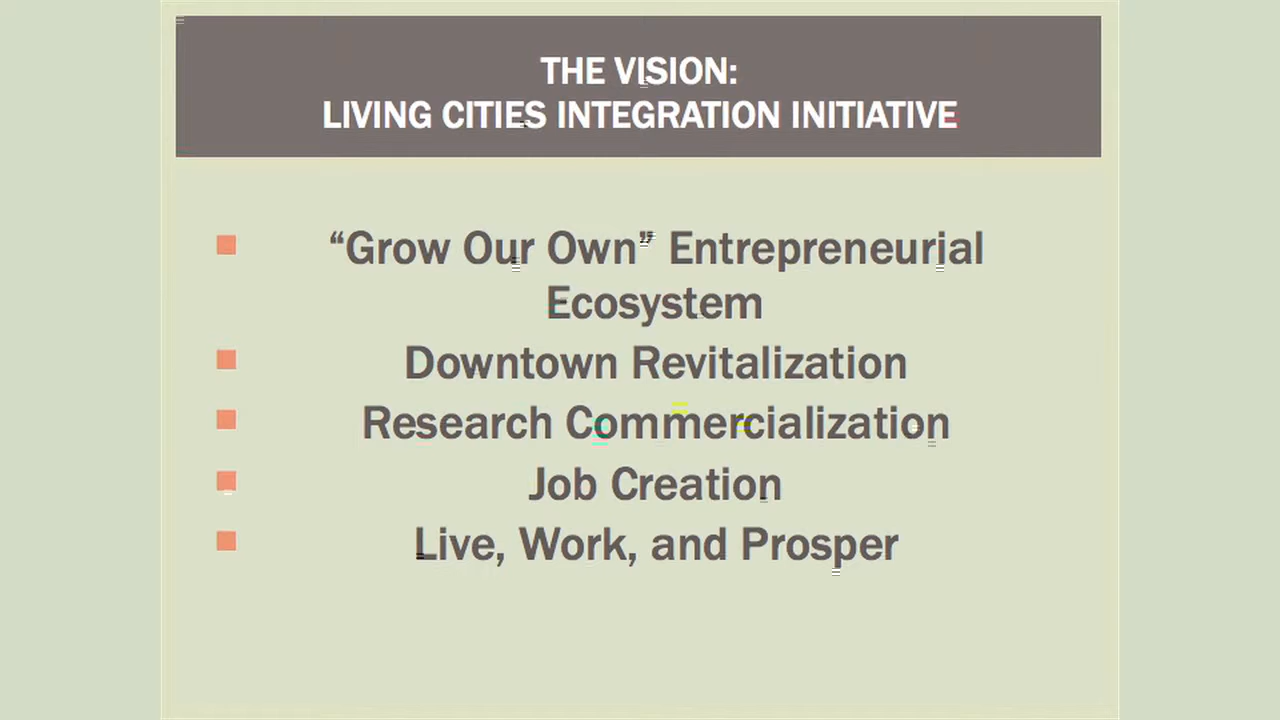 THE VISION:
LIVING CITIES INTEGRATION INITIATIVE
“Grow Our Own” Entrepreneurial
Ecosystem
Downtown Revitalization
Research Commercialization
Job Creation
Live, Work, and Prosper